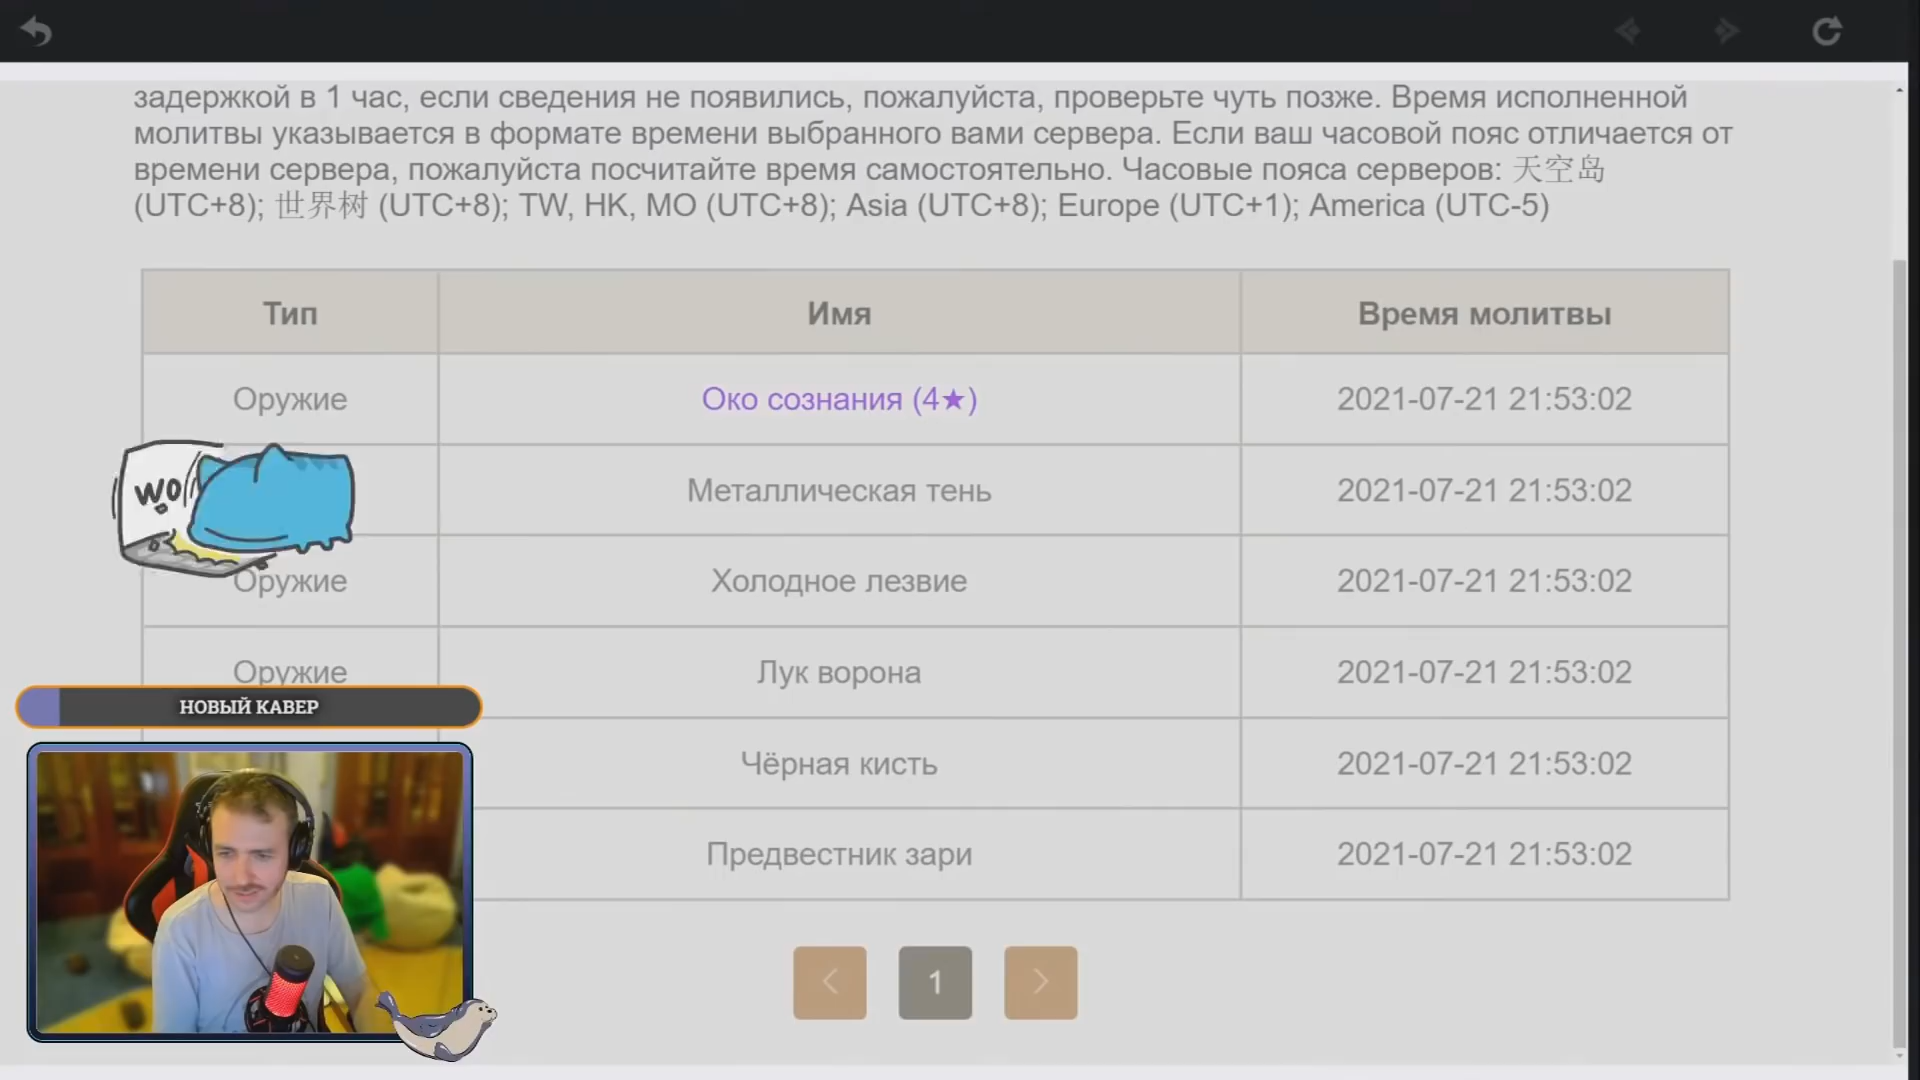 задержкой в 1 час, если сведения не появились, пожалуйста, проверьте чуть позже. Время исполненной
молитвы указывается в формате времени выбранного вами сервера. Если ваш часовой пояс отличается от
времени сервера, пожалуйста посчитайте время самостоятельно. Часовые пояса серверов: 天空岛
(UTC+8); 世界树 (UTC+8); TW, HK, MO (UTC+8); Asia (UTC+8); Europe (UTC+1); America (UTC-5)
Тип Имя Время молитвы
Оружие Око сознания (4★) 2021-07-21 21:53:02
WO
Металлическая тень 2021-07-21 21:53:02
Оружие Холодное лезвие 2021-07-21 21:53:02
Оружие Лук ворона 2021-07-21 21:53:02
НОВЫЙ КАВЕР
Чёрная кисть 2021-07-21 21:53:02
Предвестник зари 2021-07-21 21:53:02
1